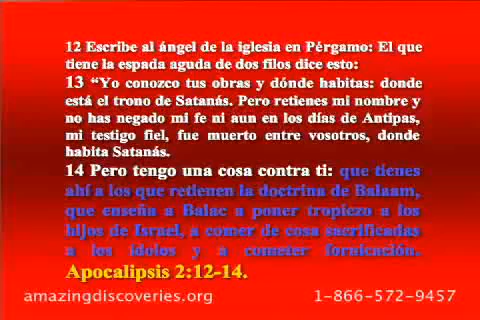 12 Escribe al ángel de la iglesia en Pérgamo: El que
tiene la espada aguda de dos filos dice esto:
13 “Yo conozco tus obras y dónde habitas: donde
está el trono de Satanás. Pero retienes mi nombre y
no has negado mi fe ni aun en los días de Antipas,
mi testigo fiel, fue muerto entre vosotros, donde
habita Satanás.
14 Pero tengo una cosa contra ti: que tienes
ahí a los que retienen la doctrina de Balaam,
que enseña a Balac a poner tropiezo a los
hijos de Israel, a comer de cosa sacrificadas
a los ídolos y a cometer fornicación.
Apocalipsis 2:12-14.
amazingdiscoveries.org 1-866-572-9457